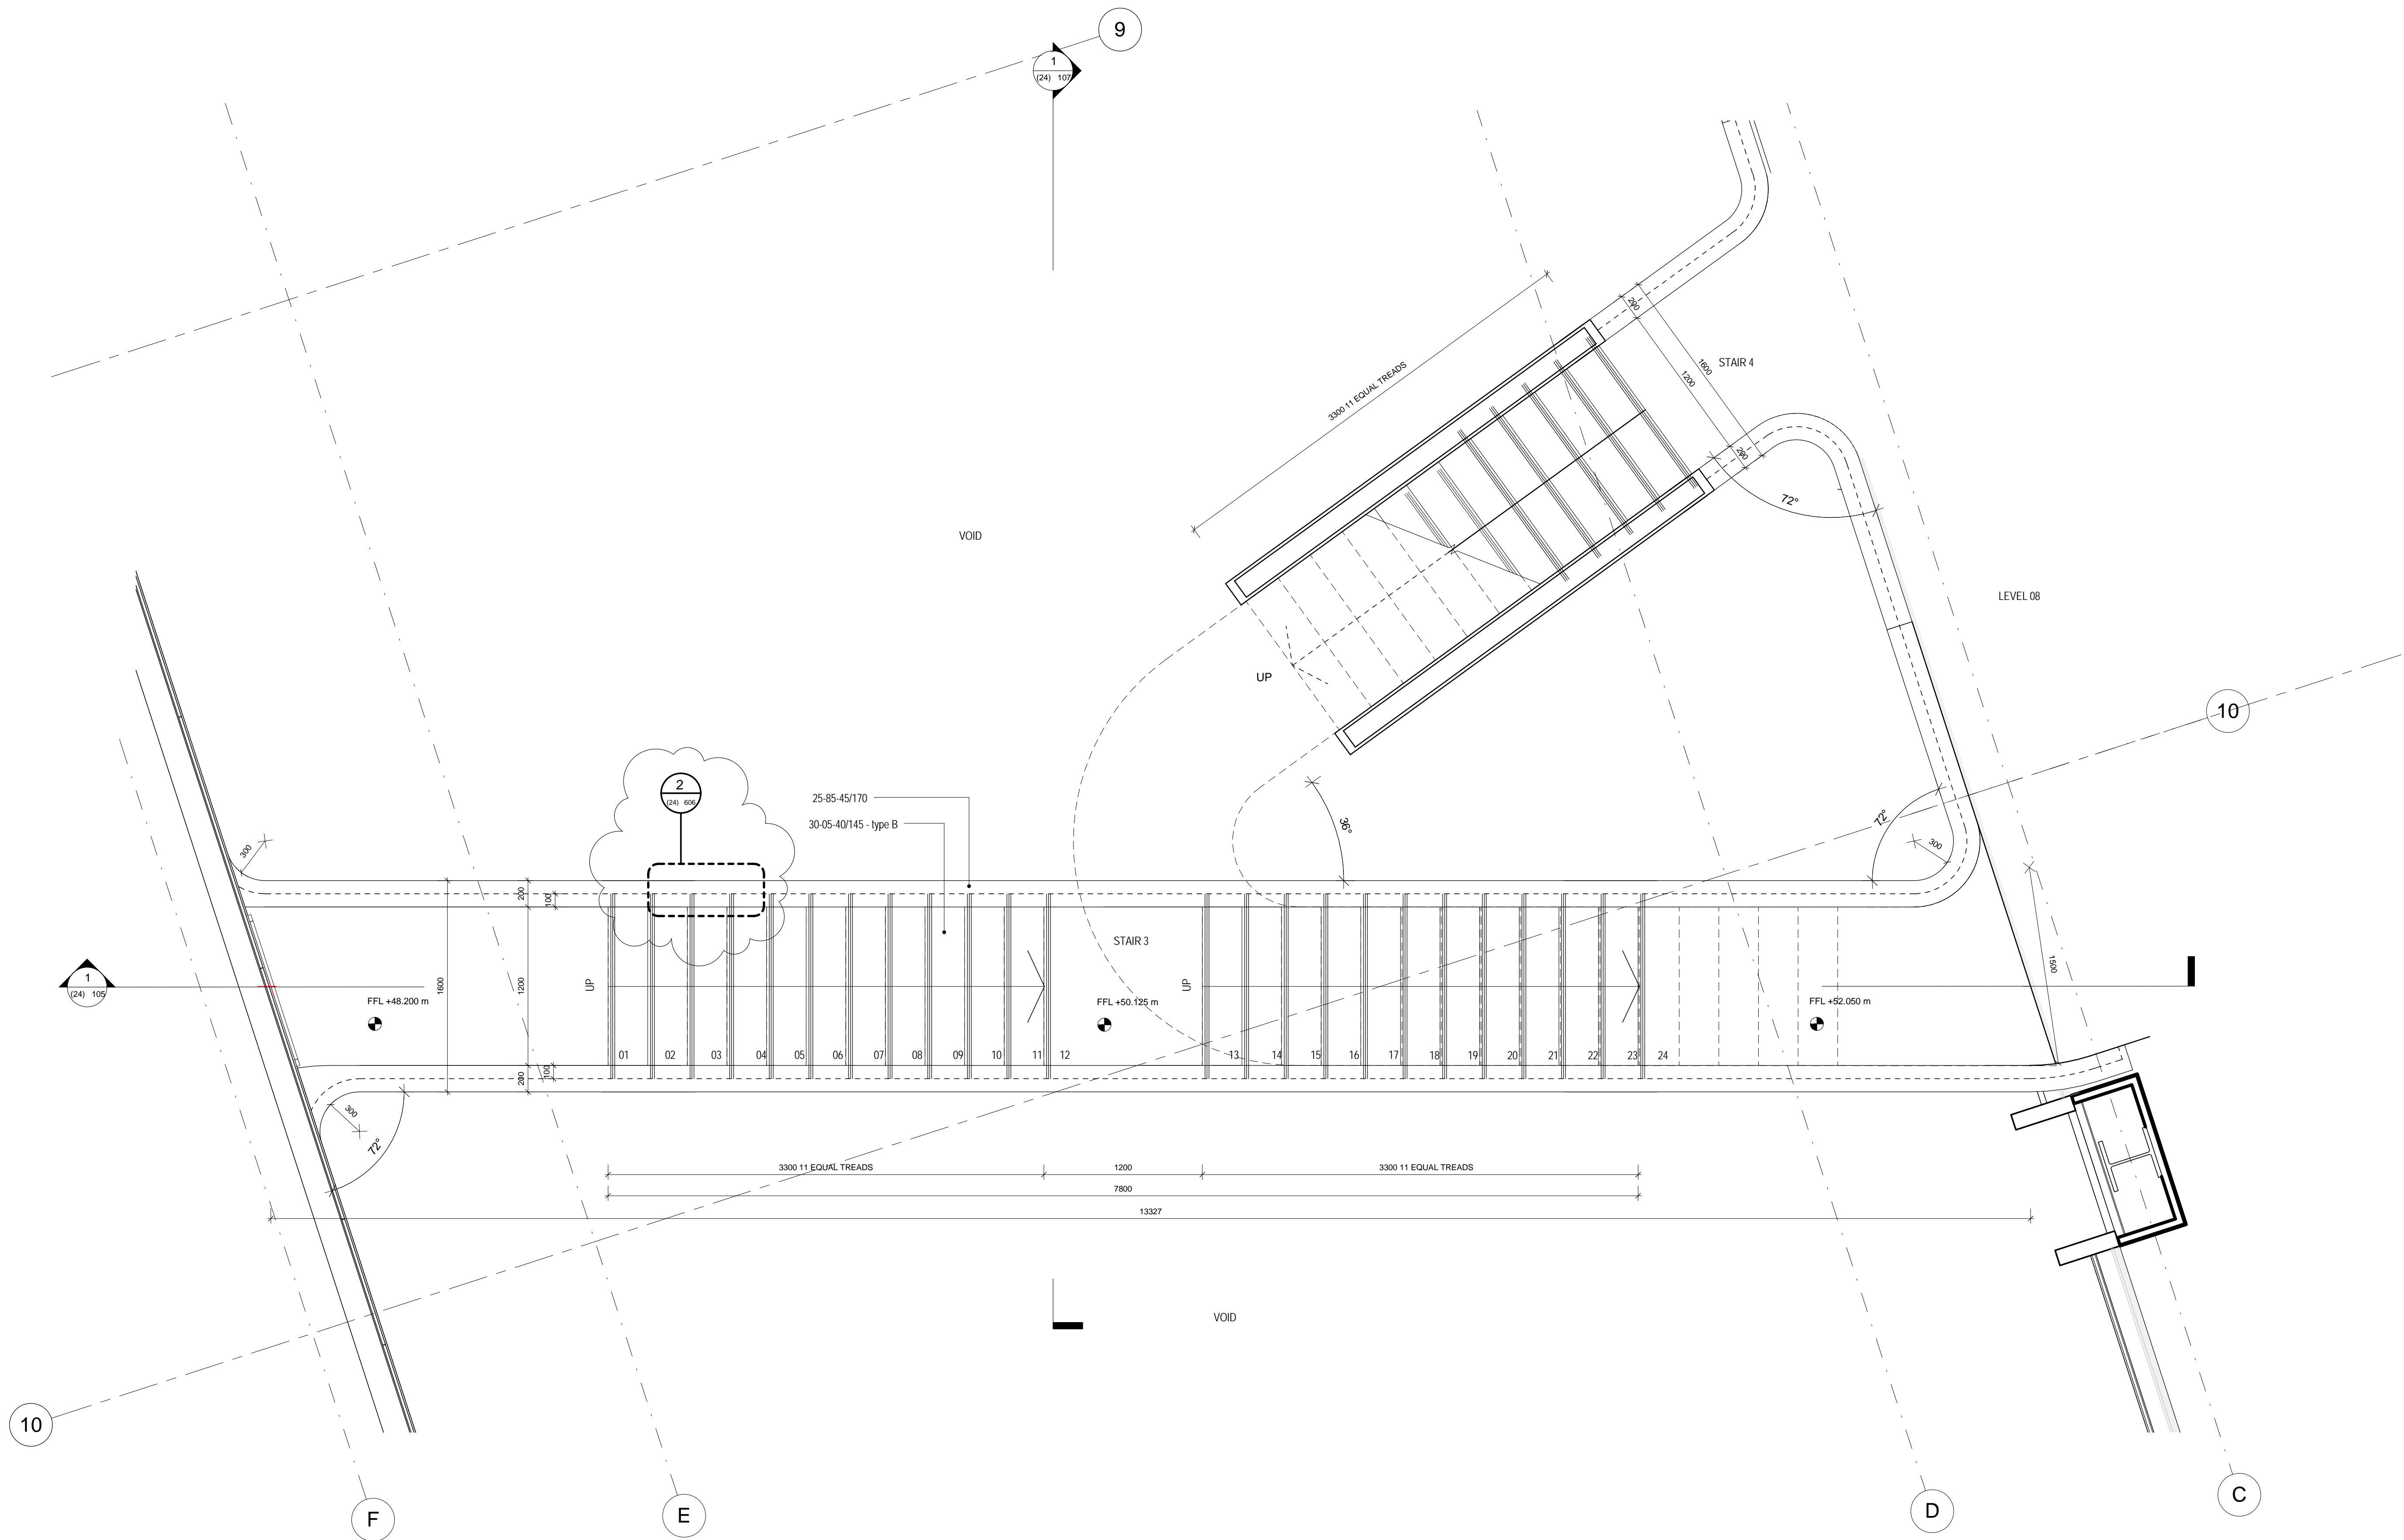 9
1
(24) 107
200
1600
1200
STAIR 4
3300 11 EQUAL TREADS
200
72°
VOID
LEVEL 08
UP
10
2
(24) 606
25-85-45/170
30-05-40/145 - type B
36°
72°
300
300
200
100
STAIR 3
1500
1
(24) 105
1600
1200
UP
UP
FFL +48.200 m
FFL +50.125 m
FFL +52.050 m
01 02 03 04 05 06 07 08 09 10 11 12 13 14 15 16 17 18 19 20 21 22 23 24
100
200
300
72°
3300 11 EQUAL TREADS
1200
3300 11 EQUAL TREADS
7800
13327
VOID
10
F
E
D
C